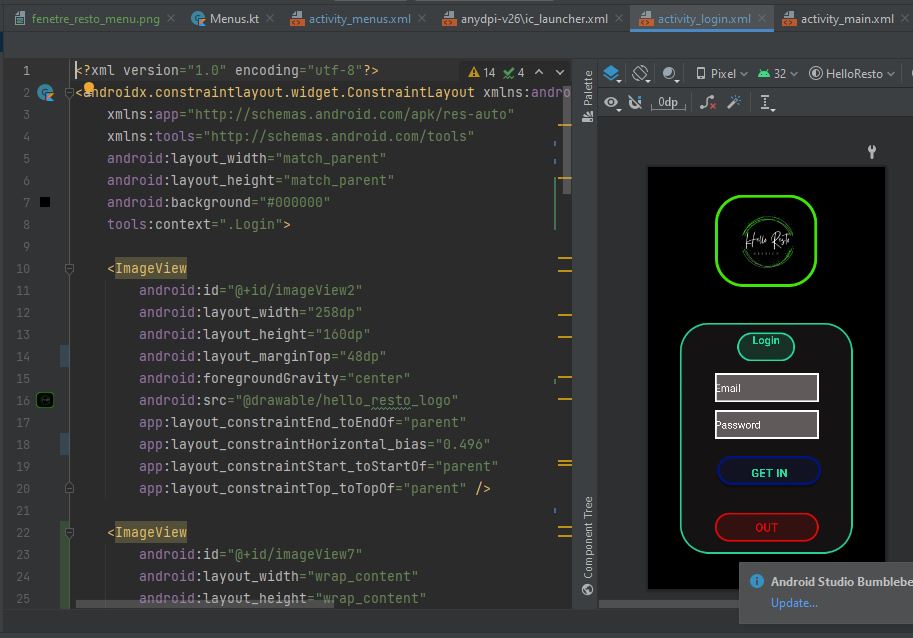 fenetre_resto_menu.png
Menus.kt
activity_menus.xml
anydpi-v26\ic_launcher.xml
activity_login.xml
activity_main.xml
1 <?xml version="1.0" encoding="utf-8"?>
14 4
2 <androidx.constraintlayout.widget.ConstraintLayout xmlns:andro
3 xmlns:app="http://schemas.android.com/apk/res-auto"
4 xmlns:tools="http://schemas.android.com/tools"
5 android:layout_width="match_parent"
6 android:layout_height="match_parent"
7 android:background="#000000"
8 tools:context=".Login">
9
10 <ImageView
11 android:id="@+id/imageView2"
12 android:layout_width="258dp"
13 android:layout_height="160dp"
14 android:layout_marginTop="48dp"
15 android:foregroundGravity="center"
16 android:src="@drawable/hello_resto_logo"
17 app:layout_constraintEnd_toEndOf="parent"
18 app:layout_constraintHorizontal_bias="0.496"
19 app:layout_constraintStart_toStartOf="parent"
20 app:layout_constraintTop_toTopOf="parent" />
21
22 <ImageView
23 android:id="@+id/imageView7"
24 android:layout_width="wrap_content"
25 android:layout_height="wrap_content"
Palette
Component Tree
Pixel
32
HelloResto
0dp
Hello Resto
Login
Email
Password
GET IN
OUT
Android Studio Bumblebe
Update...